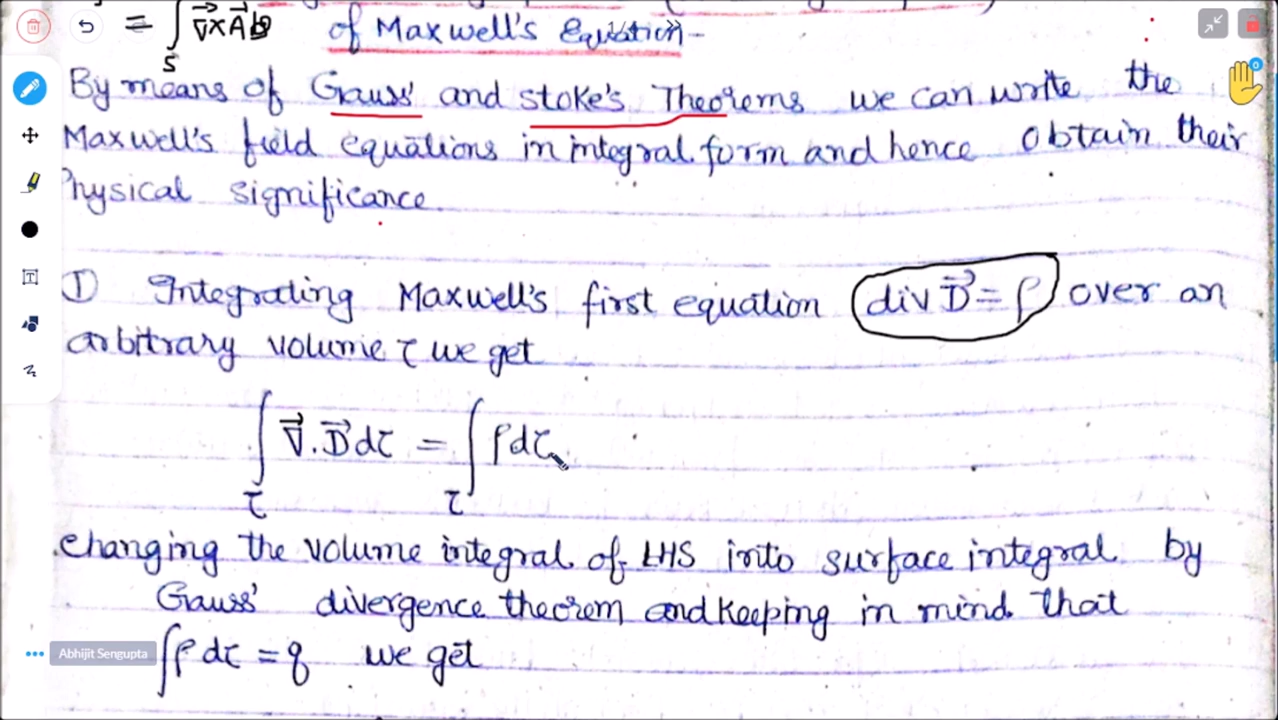 = ∫ₛ ∇⃗×A⃗ ds of Maxwell's Equation-
By means of Gauss' and stoke's Theorems we can write the
Maxwell's field equations in integral form and hence obtain their
Physical significance
I) Integrating Maxwell's first equation div D⃗ = ρ over an
arbitrary volume τ we get
∫_τ ∇⃗.D⃗ dτ = ∫_τ ρdτ
changing the volume integral of LHS into surface integral by
Gauss' divergence theorem and keeping in mind that
∫ρ dτ = q we get
Abhijit Sengupta